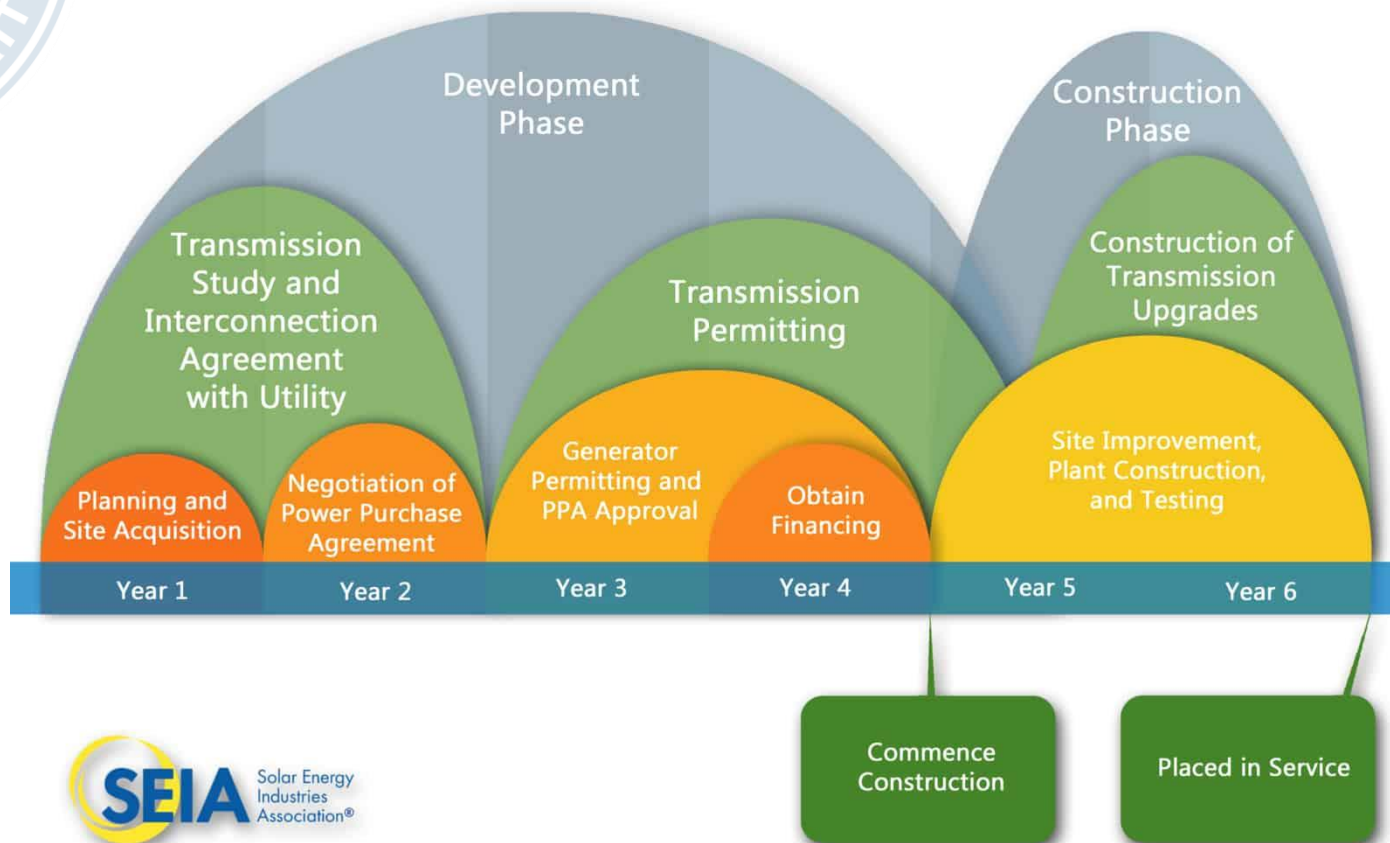 Development
Phase
Construction
Phase
Transmission
Study and
Interconnection
Agreement
with Utility
Transmission
Permitting
Construction of
Transmission
Upgrades
Planning and
Site Acquisition
Negotiation of
Power Purchase
Agreement
Generator
Permitting and
PPA Approval
Obtain
Financing
Site Improvement,
Plant Construction,
and Testing
Year 1
Year 2
Year 3
Year 4
Year 5
Year 6
Commence
Construction
Placed in Service
SEIA
Solar Energy
Industries
Association®